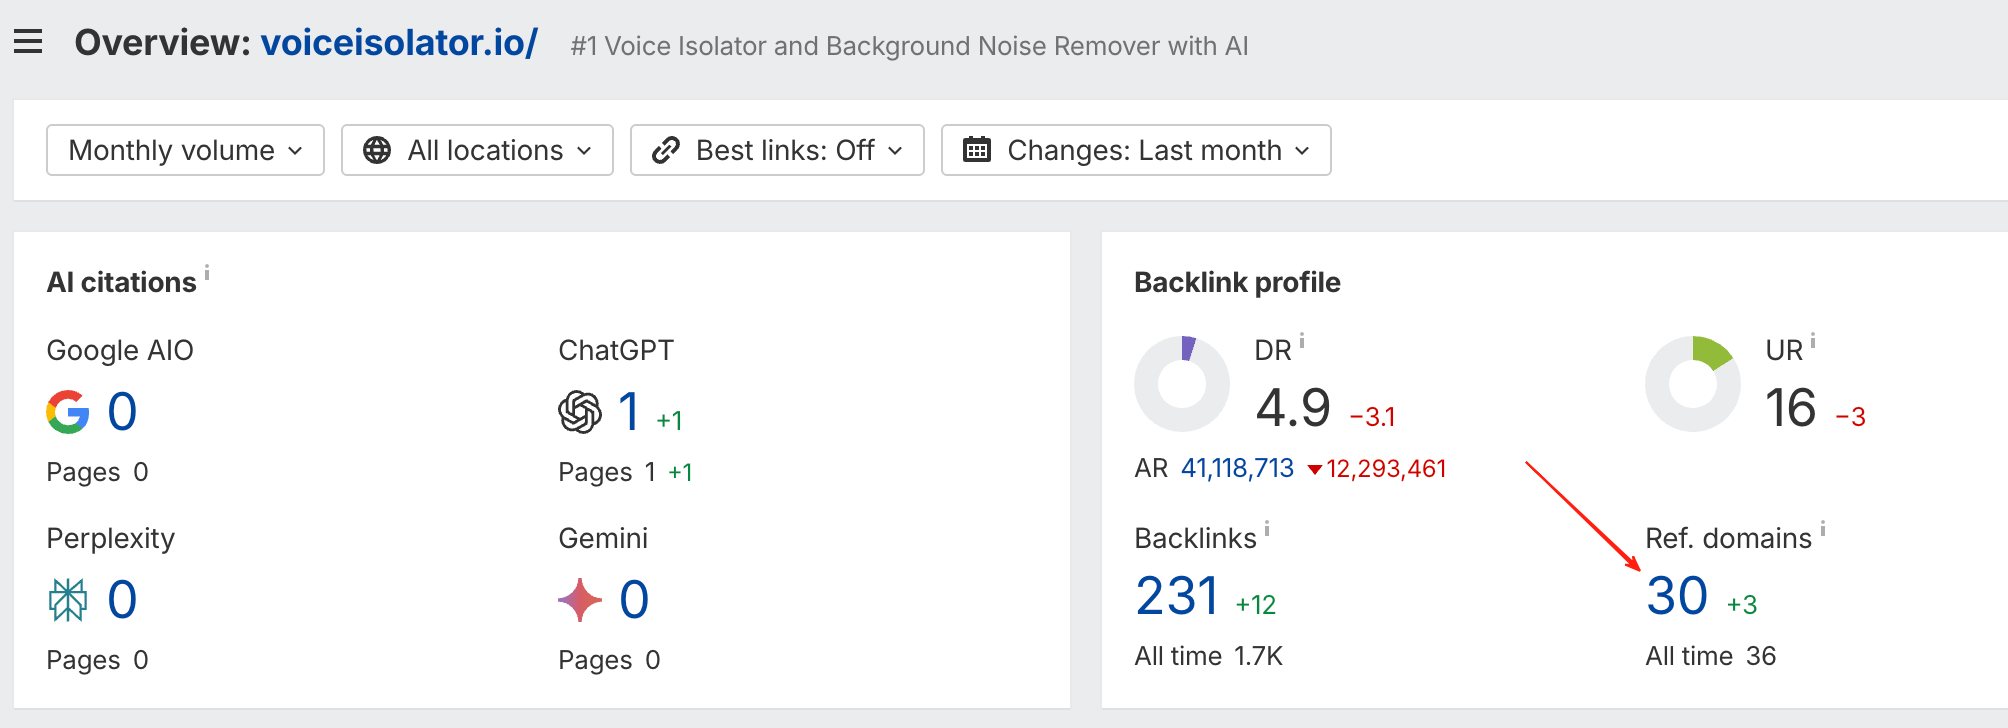 Overview: voiceisolator.io/ #1 Voice Isolator and Background Noise Remover with AI
Monthly volume All locations Best links: Off Changes: Last month
AI citations i
Google AIO
0
Pages 0
ChatGPT
1 +1
Pages 1 +1
Perplexity
0
Pages 0
Gemini
0
Pages 0
Backlink profile
DR i
4.9 −3.1
AR 41,118,713 ▼12,293,461
UR i
16 −3
Backlinks i
231 +12
All time 1.7K
Ref. domains i
30 +3
All time 36